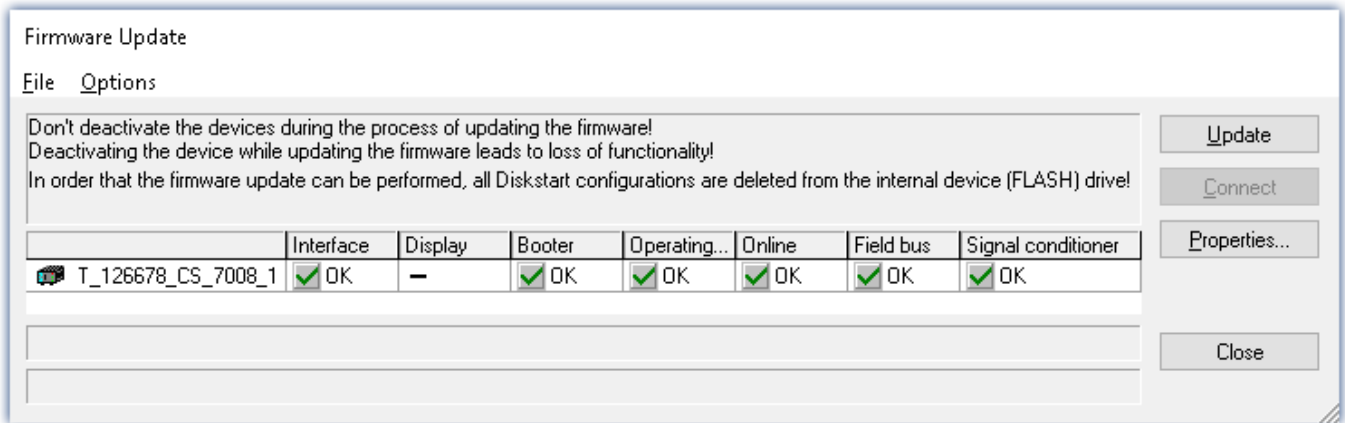 Firmware Update
File Options
Don't deactivate the devices during the process of updating the firmware!
Deactivating the device while updating the firmware leads to loss of functionality!
In order that the firmware update can be performed, all Diskstart configurations are deleted from the internal device (FLASH) drive!
Update
Connect
Properties...
Interface Display Booter Operating... Online Field bus Signal conditioner
T_126678_CS_7008_1 OK – OK OK OK OK OK
Close